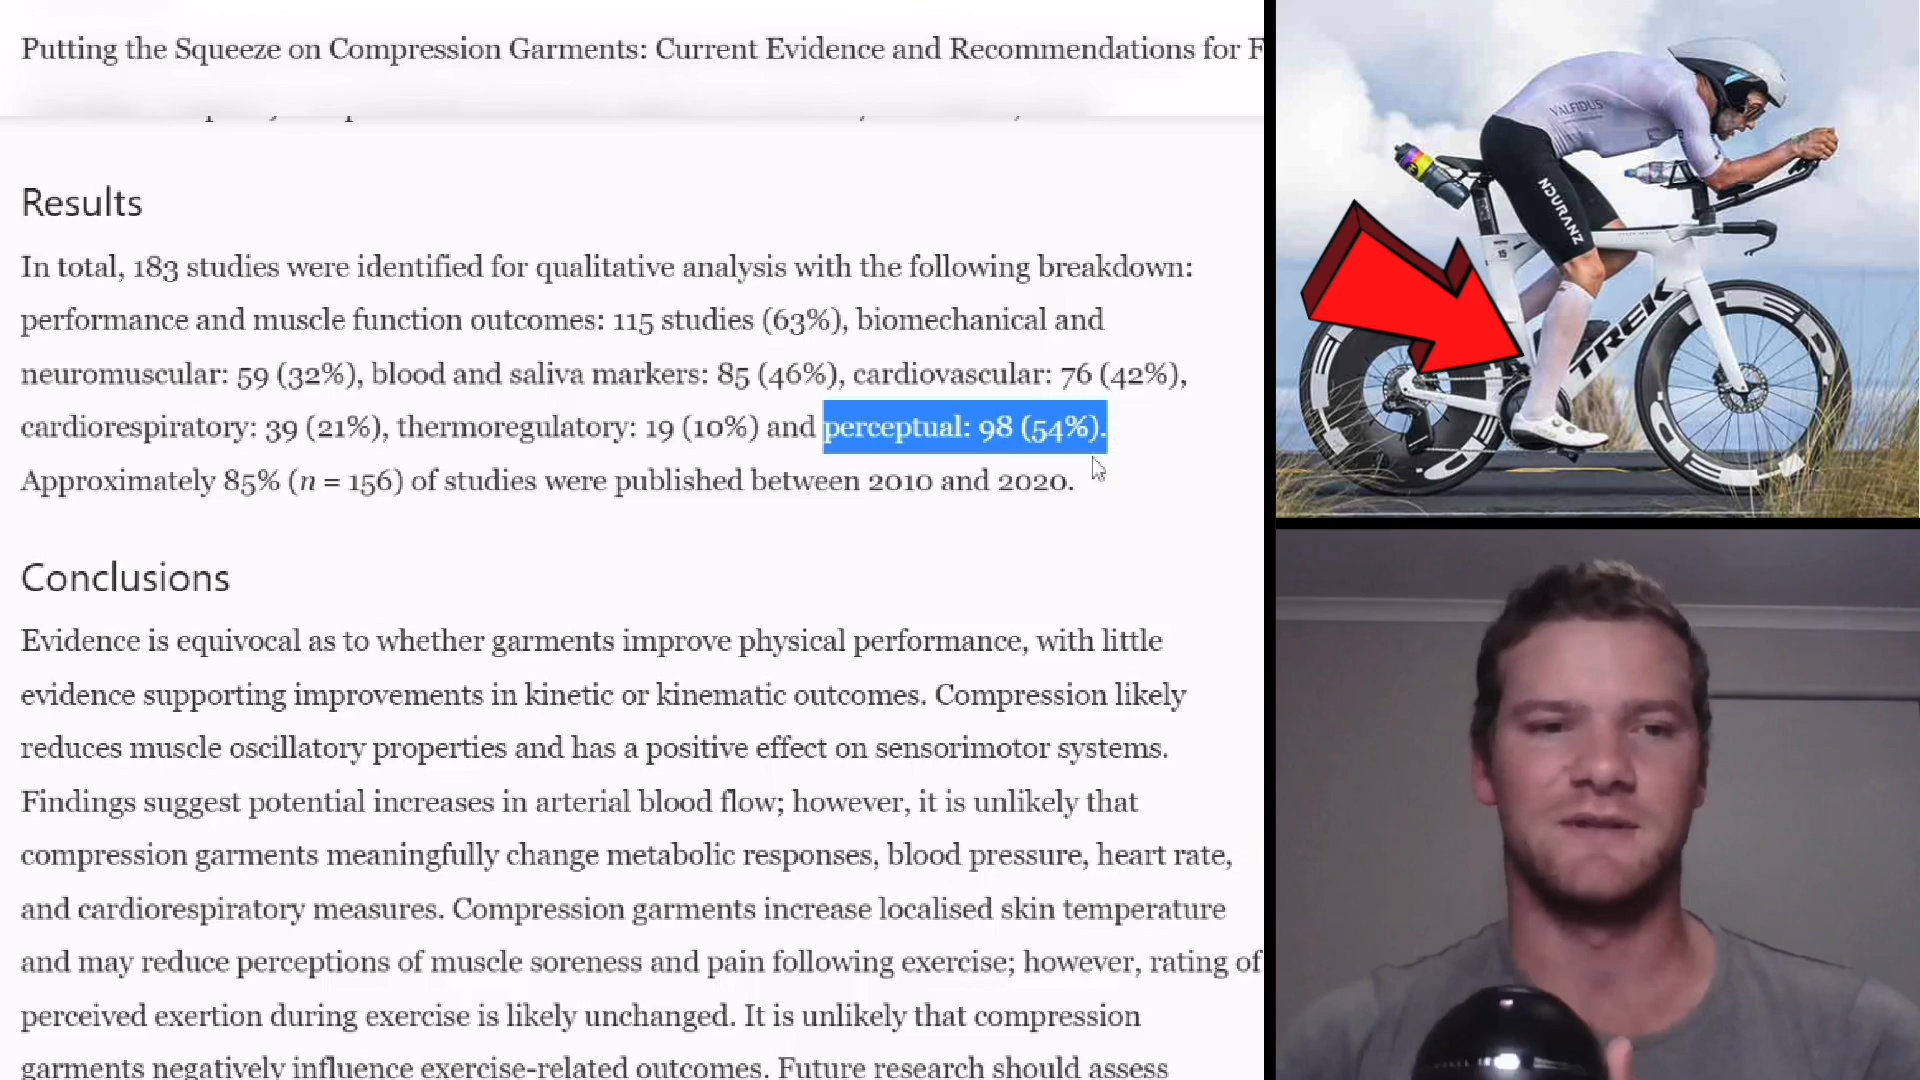 Putting the Squeeze on Compression Garments: Current Evidence and Recommendations for F
Results
In total, 183 studies were identified for qualitative analysis with the following breakdown:
performance and muscle function outcomes: 115 studies (63%), biomechanical and
neuromuscular: 59 (32%), blood and saliva markers: 85 (46%), cardiovascular: 76 (42%),
cardiorespiratory: 39 (21%), thermoregulatory: 19 (10%) and perceptual: 98 (54%).
Approximately 85% (n = 156) of studies were published between 2010 and 2020.
Conclusions
Evidence is equivocal as to whether garments improve physical performance, with little
evidence supporting improvements in kinetic or kinematic outcomes. Compression likely
reduces muscle oscillatory properties and has a positive effect on sensorimotor systems.
Findings suggest potential increases in arterial blood flow; however, it is unlikely that
compression garments meaningfully change metabolic responses, blood pressure, heart rate,
and cardiorespiratory measures. Compression garments increase localised skin temperature
and may reduce perceptions of muscle soreness and pain following exercise; however, rating of
perceived exertion during exercise is likely unchanged. It is unlikely that compression
garments negatively influence exercise-related outcomes. Future research should assess
VALFIDUS
NDURANZ
15
TREK